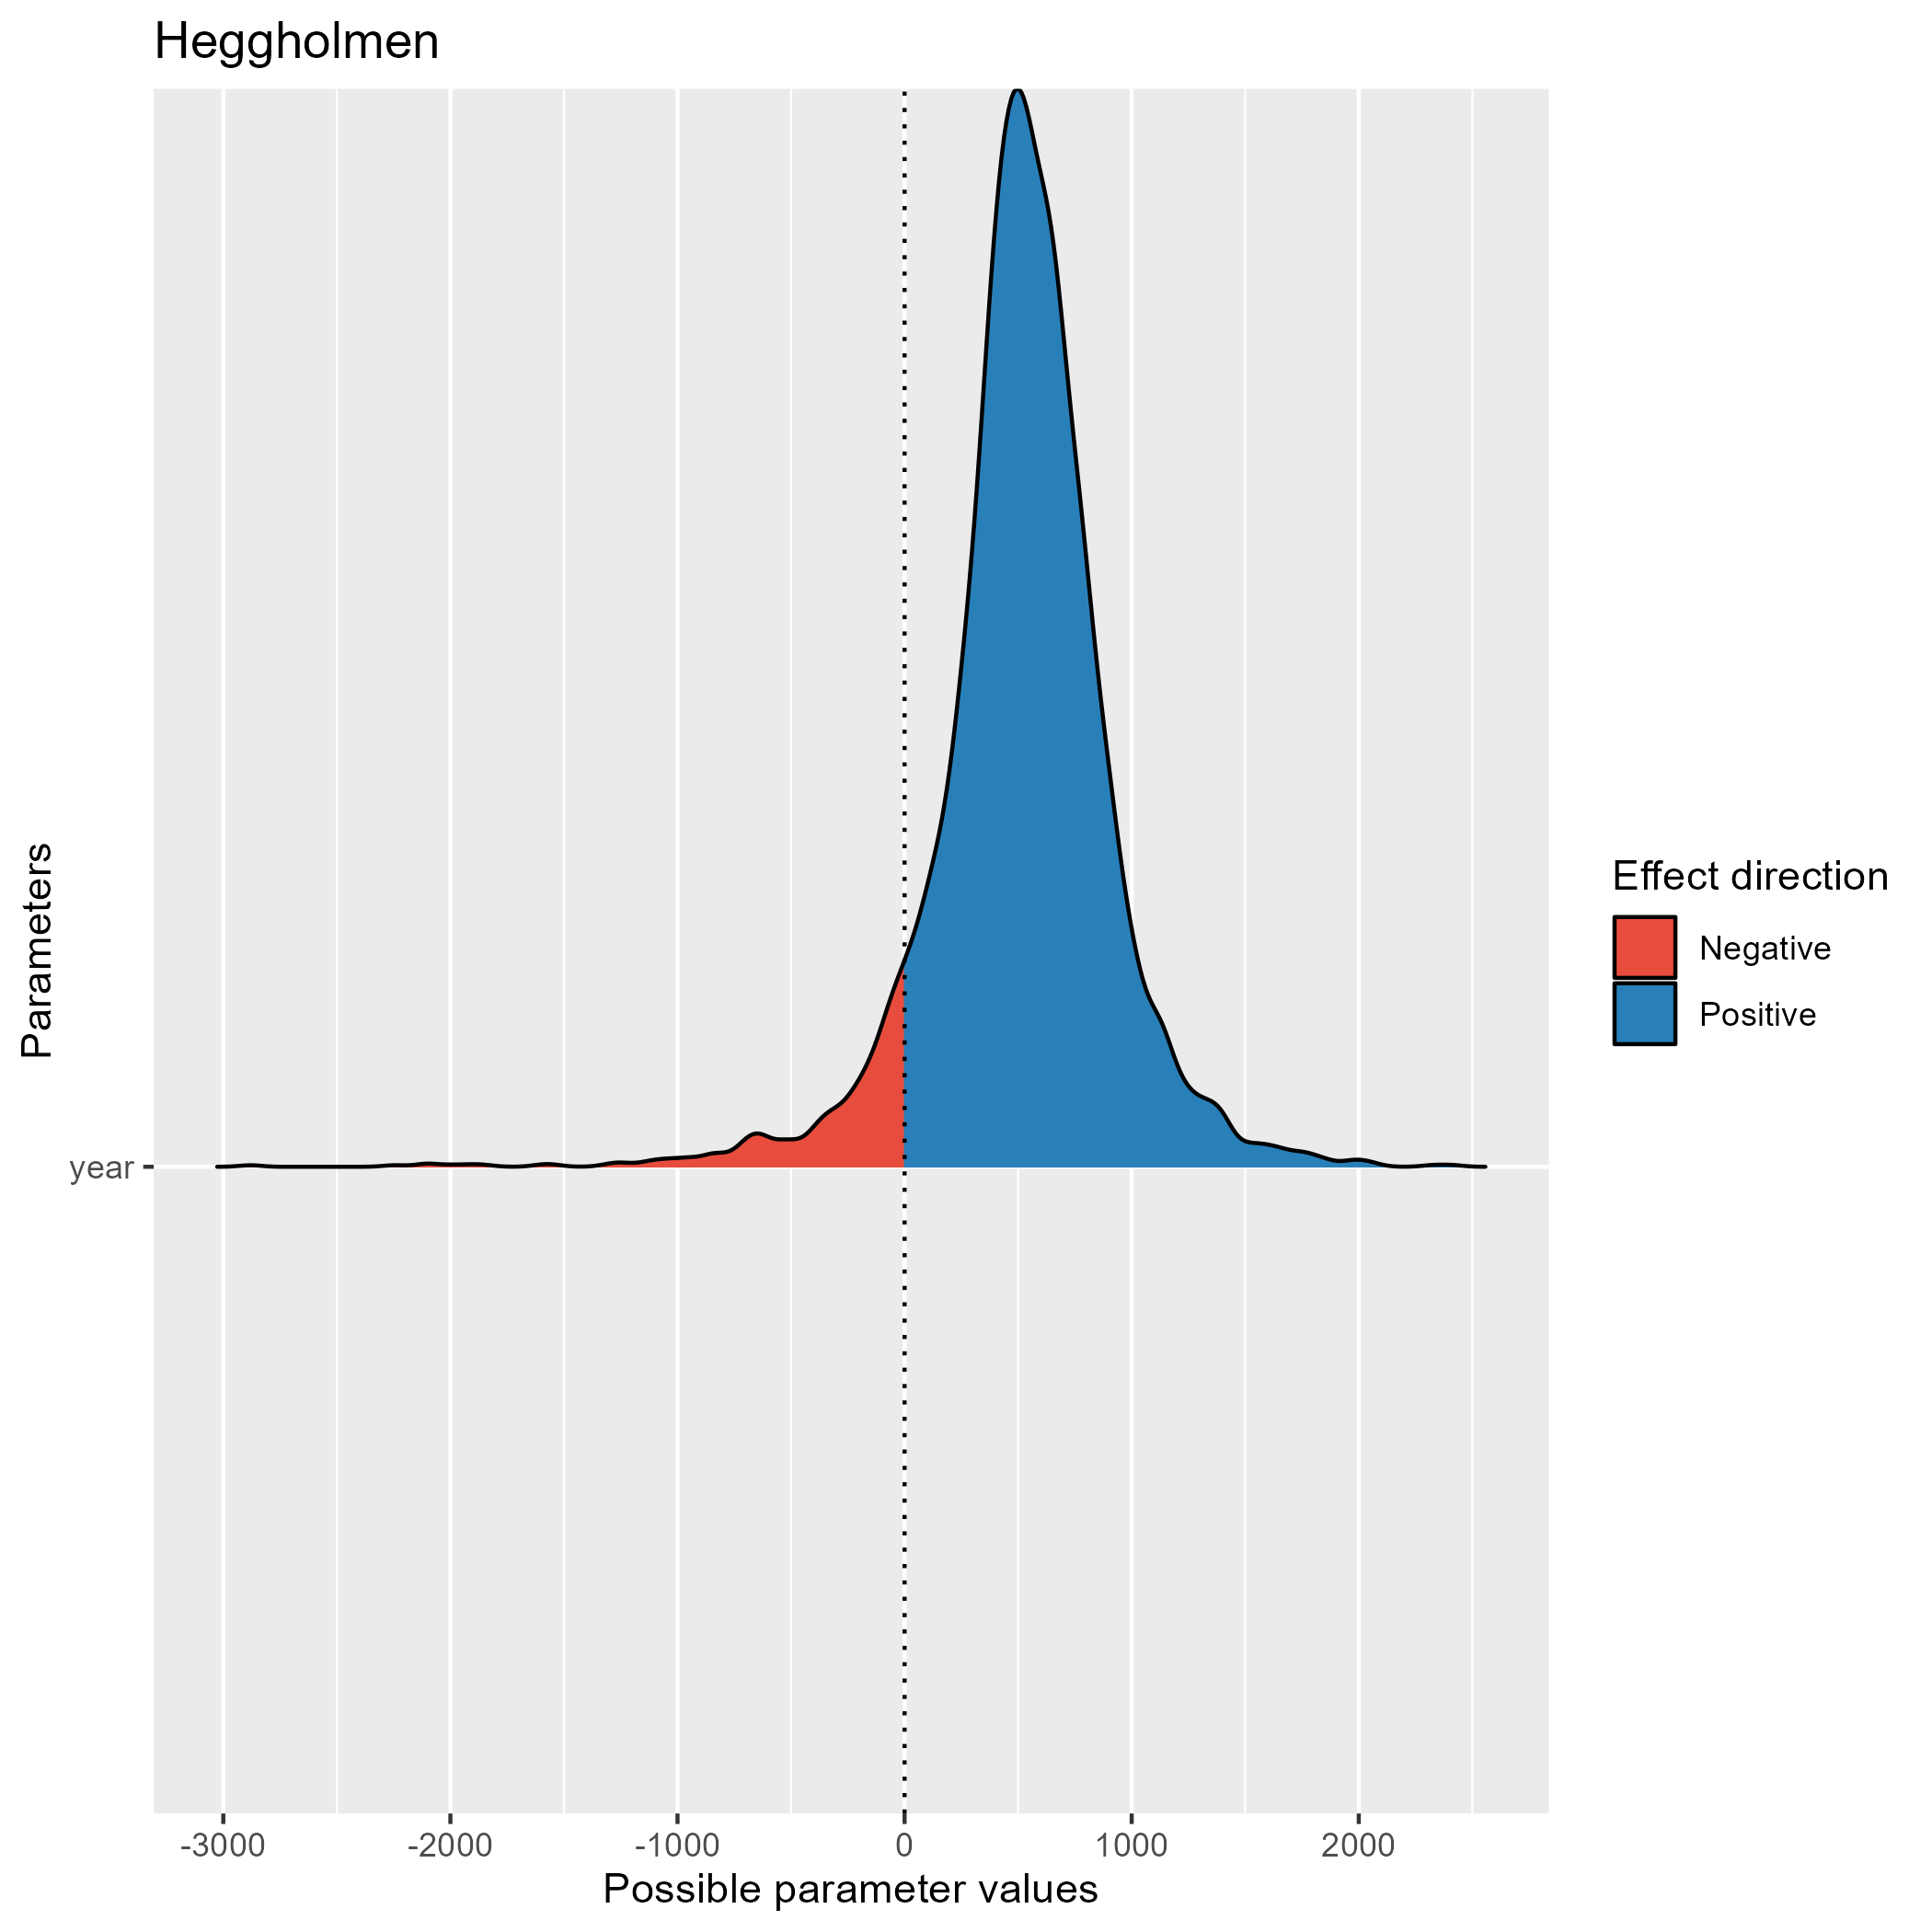 Heggholmen
Parameters
year
-3000 -2000 -1000 0 1000 2000
Possible parameter values
Effect direction
Negative
Positive